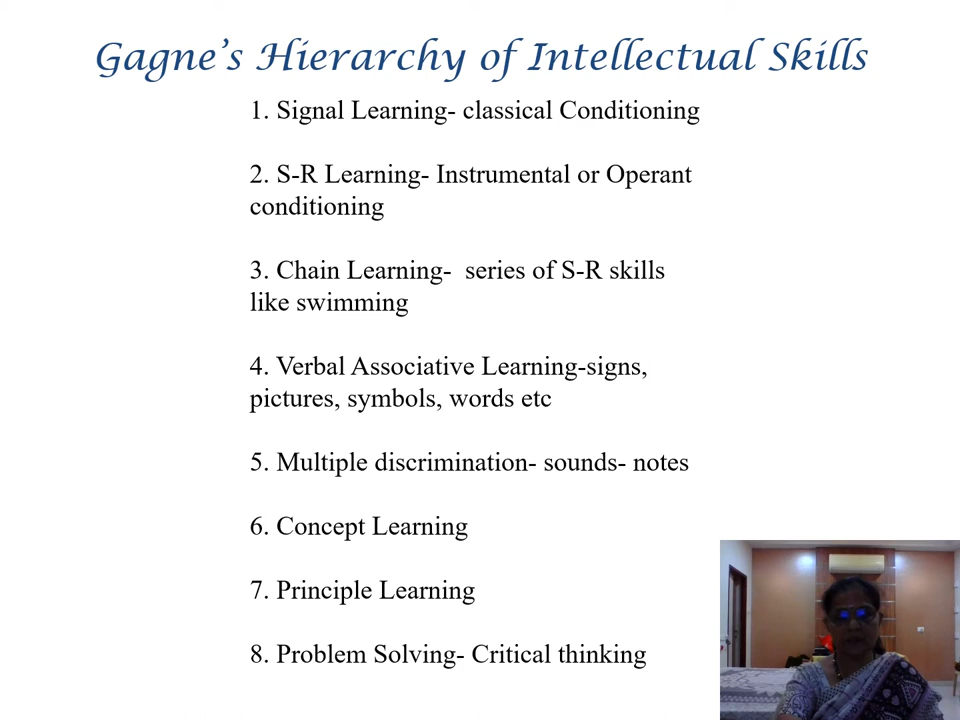 Gagne's Hierarchy of Intellectual Skills
1. Signal Learning- classical Conditioning
2. S-R Learning- Instrumental or Operant
conditioning
3. Chain Learning-  series of S-R skills
like swimming
4. Verbal Associative Learning-signs,
pictures, symbols, words etc
5. Multiple discrimination- sounds- notes
6. Concept Learning
7. Principle Learning
8. Problem Solving- Critical thinking